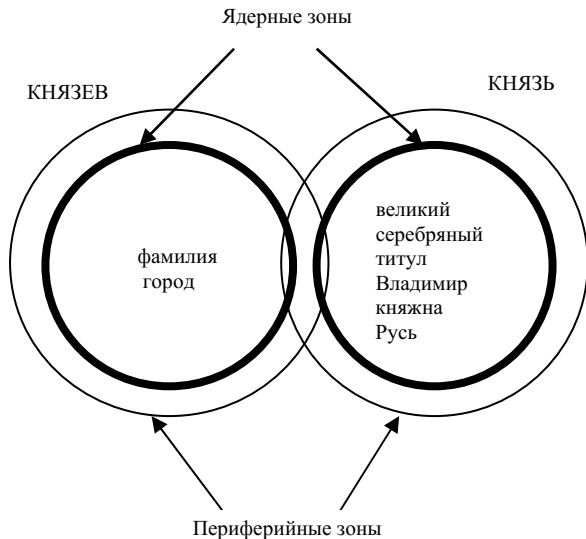 Ядерные зоны
КНЯЗЕВ
КНЯЗЬ
фамилия
город
великий
серебряный
титул
Владимир
княжна
Русь
Периферийные зоны